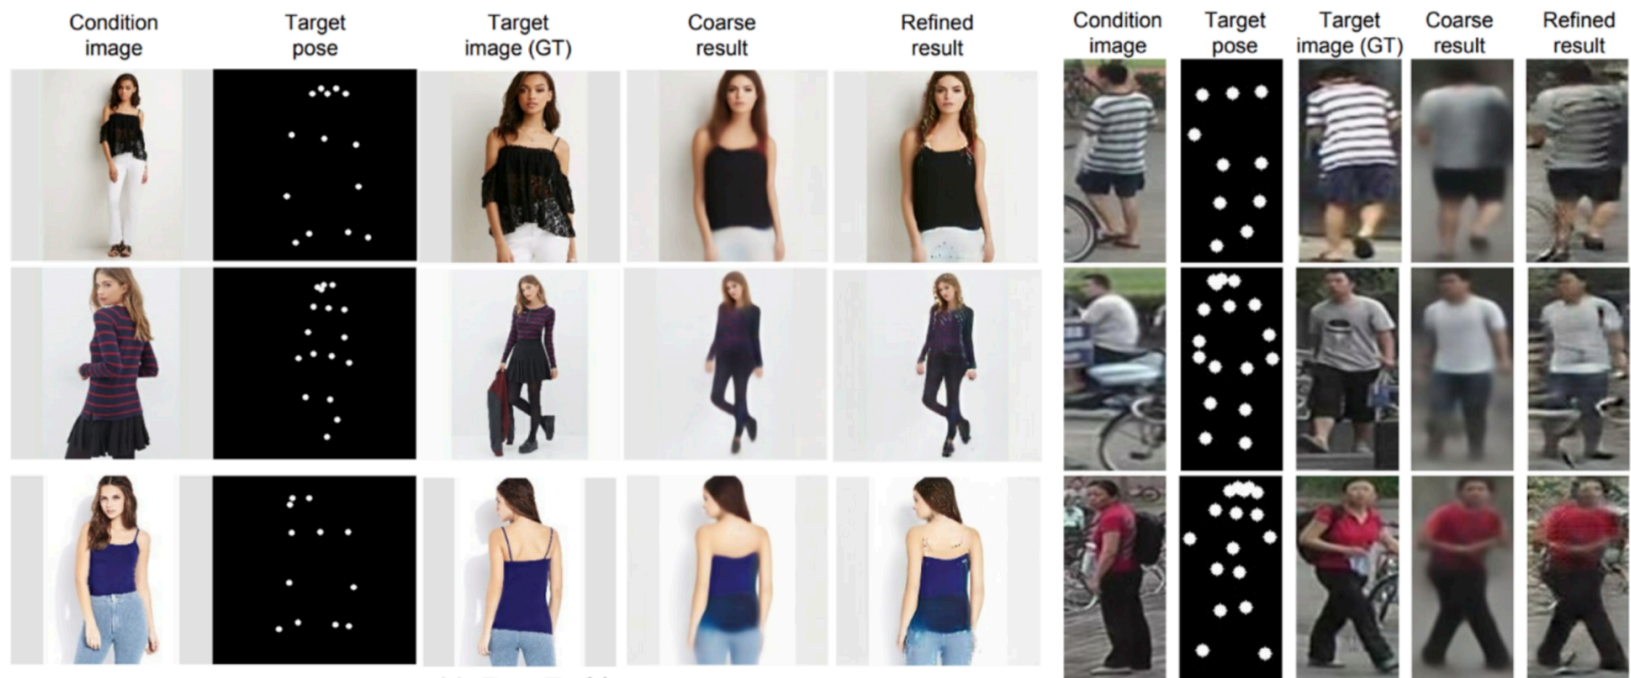 Condition image
Target pose
Target image (GT)
Coarse result
Refined result
Condition image
Target pose
Target image (GT)
Coarse result
Refined result